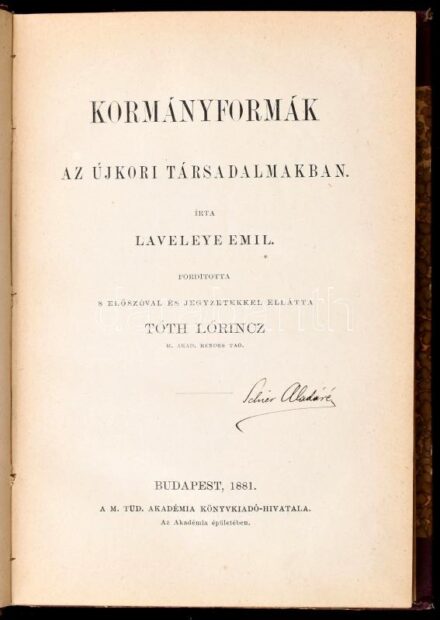 KORMÁNYFORMÁK
AZ ÚJKORI TÁRSADALMAKBAN.
ÍRTA
LAVELEYE EMIL.
FORDÍTOTTA
S ELŐSZÓVAL ÉS JEGYZETEKKEL ELLÁTTA
TÓTH LŐRINCZ
M. AKAD. RENDES TAG.
Aladáré
BUDAPEST, 1881.
A M. TUD. AKADÉMIA KÖNYVKIADÓ-HIVATALA.
Az Akadémia épületében.